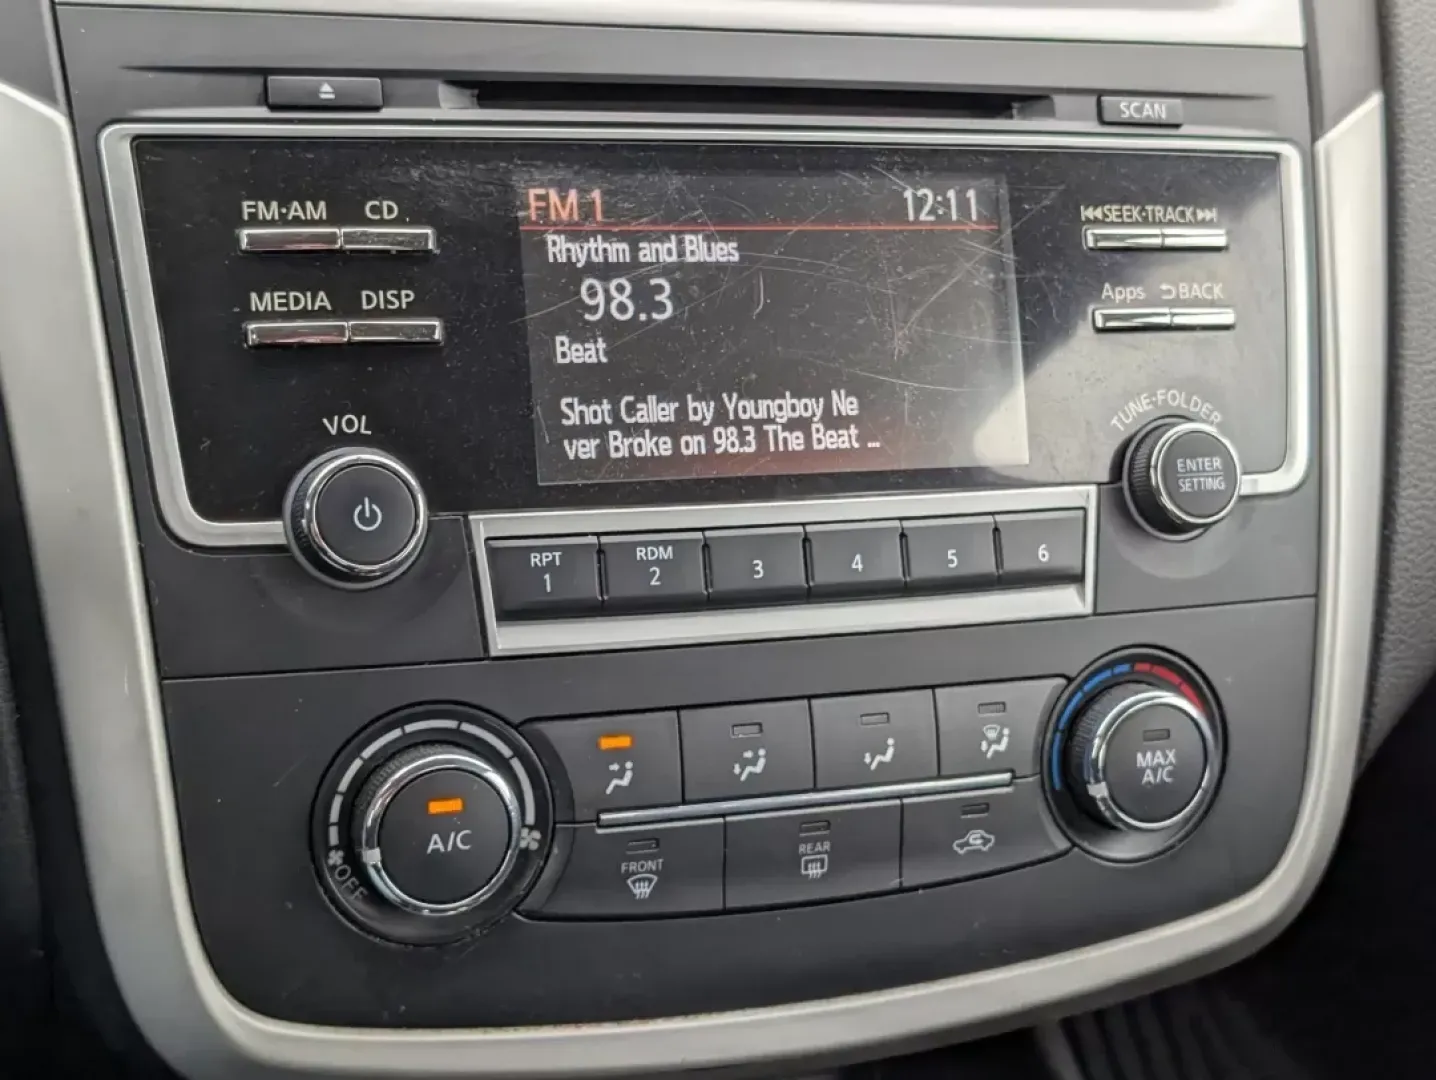 SCAN
FM·AM CD
FM 1 12:11
SEEK·TRACK
Rhythm and Blues
MEDIA DISP
98.3
Apps BACK
Beat
TUNE·FOLDER
Shot Caller by Youngboy Ne
ver Broke on 98.3 The Beat ...
VOL
ENTER
SETTING
RPT
1
RDM
2
3
4
5
6
MAX
A/C
A/C
OFF
FRONT
REAR